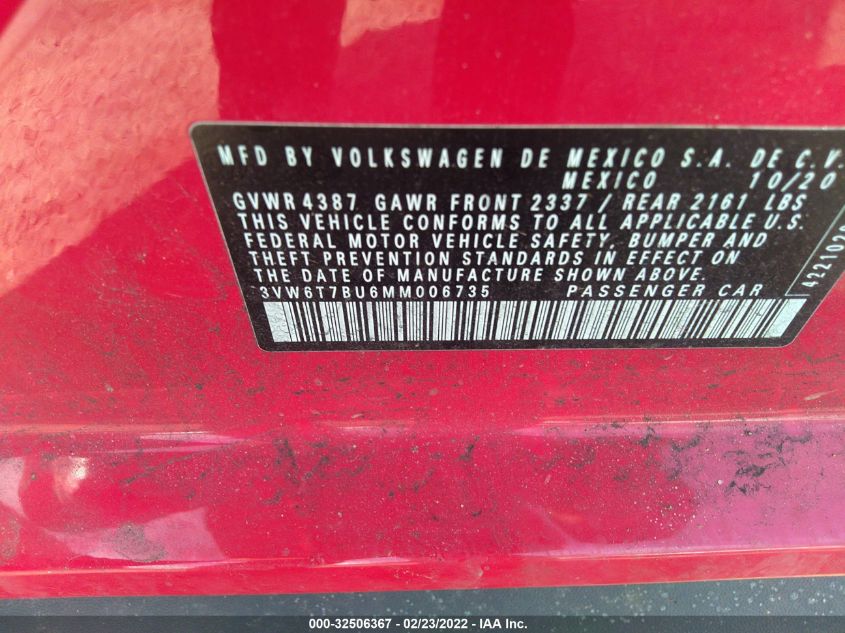 MFD BY VOLKSWAGEN DE MEXICO S.A. DE C.V.
MEXICO 10/20
GVWR 4387 GAWR FRONT 2337 / REAR 2161 LBS
THIS VEHICLE CONFORMS TO ALL APPLICABLE U.S.
FEDERAL MOTOR VEHICLE SAFETY, BUMPER AND
THEFT PREVENTION STANDARDS IN EFFECT ON
THE DATE OF MANUFACTURE SHOWN ABOVE.
3VW6T7BU6MM006735 PASSENGER CAR
000-32506367 - 02/23/2022 - IAA Inc.